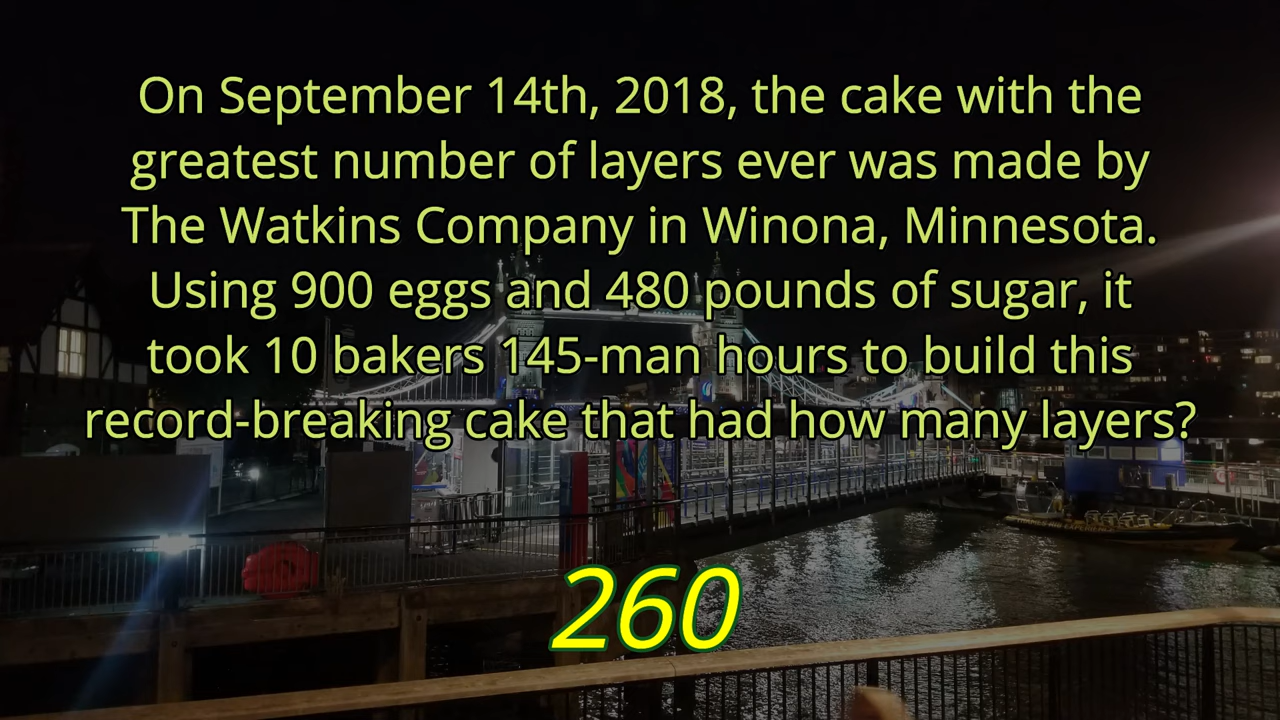 On September 14th, 2018, the cake with the
greatest number of layers ever was made by
The Watkins Company in Winona, Minnesota.
Using 900 eggs and 480 pounds of sugar, it
took 10 bakers 145-man hours to build this
record-breaking cake that had how many layers?
260